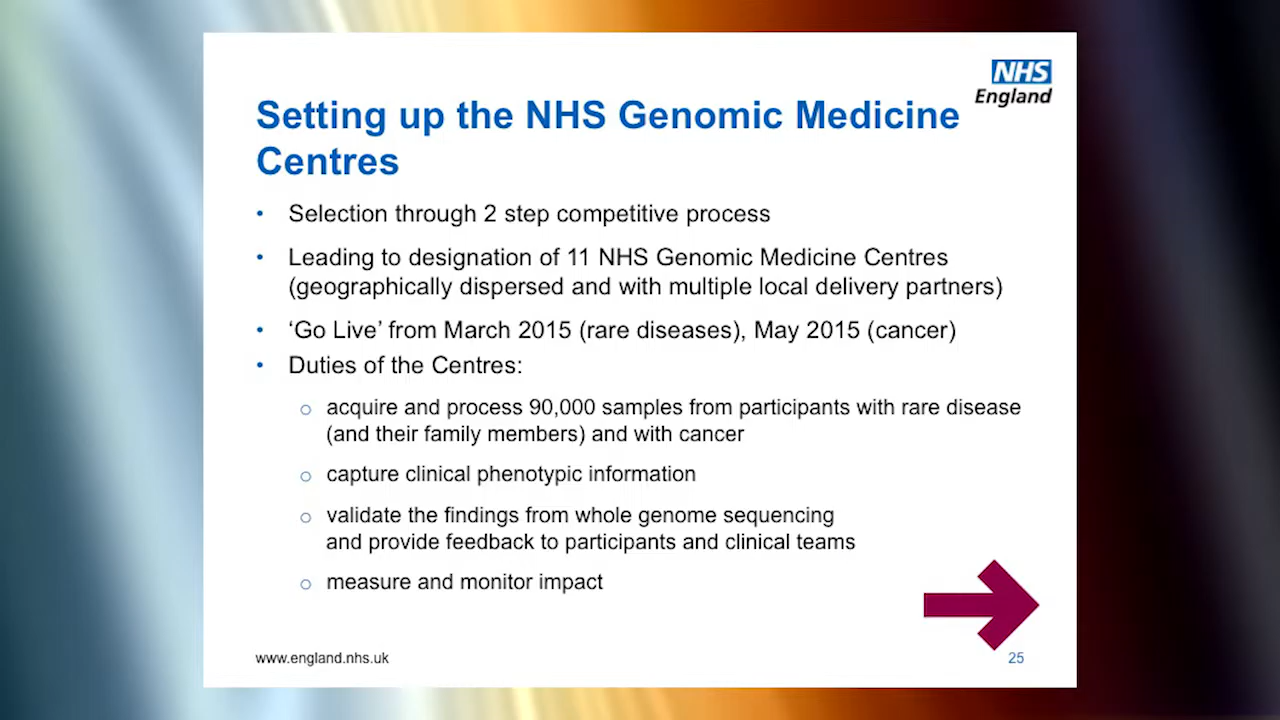 NHS
England
Setting up the NHS Genomic Medicine
Centres
• Selection through 2 step competitive process
• Leading to designation of 11 NHS Genomic Medicine Centres
(geographically dispersed and with multiple local delivery partners)
• ‘Go Live’ from March 2015 (rare diseases), May 2015 (cancer)
• Duties of the Centres:
o acquire and process 90,000 samples from participants with rare disease
(and their family members) and with cancer
o capture clinical phenotypic information
o validate the findings from whole genome sequencing
and provide feedback to participants and clinical teams
o measure and monitor impact
www.england.nhs.uk
25